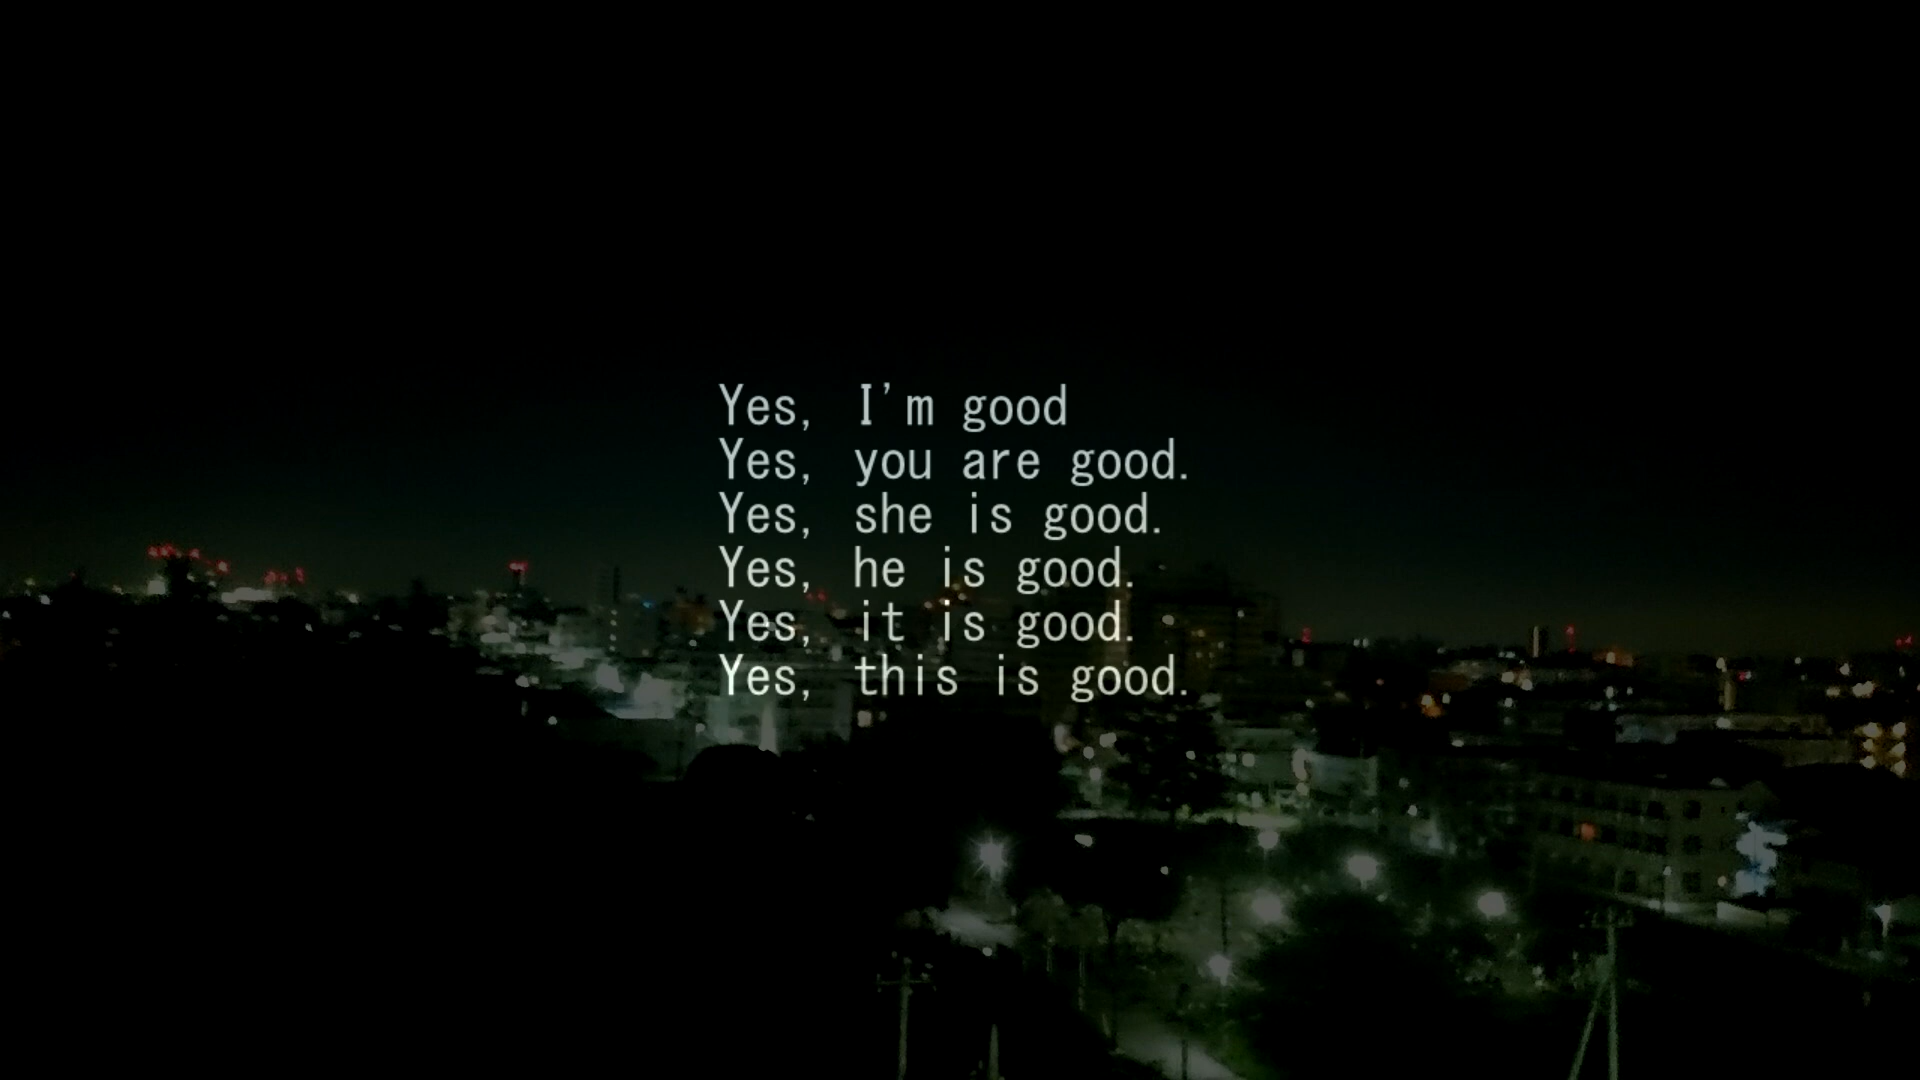 Yes, I'm good
Yes, you are good.
Yes, she is good.
Yes, he is good.
Yes, it is good.
Yes, this is good.